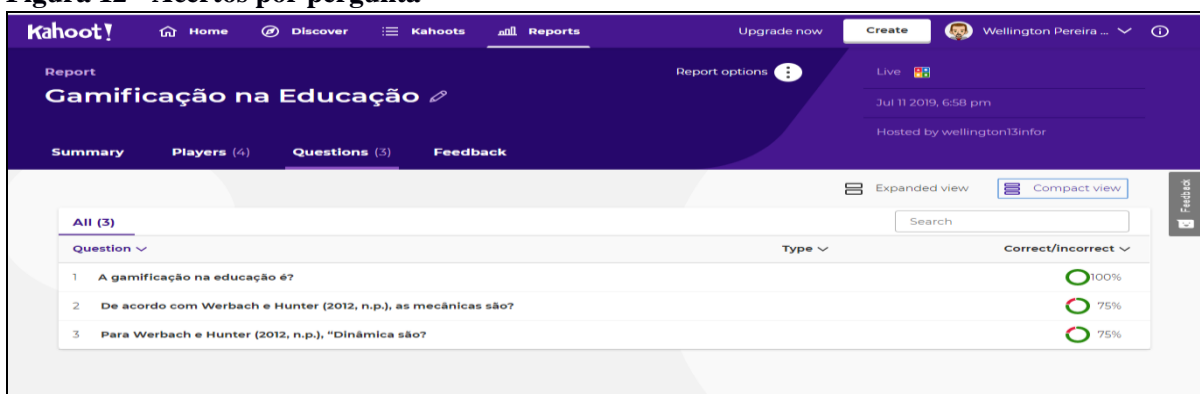 Figura 12 - Acertos por pergunta
Kahoot! Home Discover Kahoots Reports Upgrade now Create Wellington Pereira ...
Report
Report options
Live
Gamificação na Educação
Jul 11 2019, 6:58 pm
Hosted by wellington13infor
Summary Players (4) Questions (3) Feedback
Expanded view Compact view
Feedback
All (3) Search
Question Type Correct/incorrect
1 A gamificação na educação é? 100%
2 De acordo com Werbach e Hunter (2012, n.p.), as mecânicas são? 75%
3 Para Werbach e Hunter (2012, n.p.), "Dinâmica são? 75%